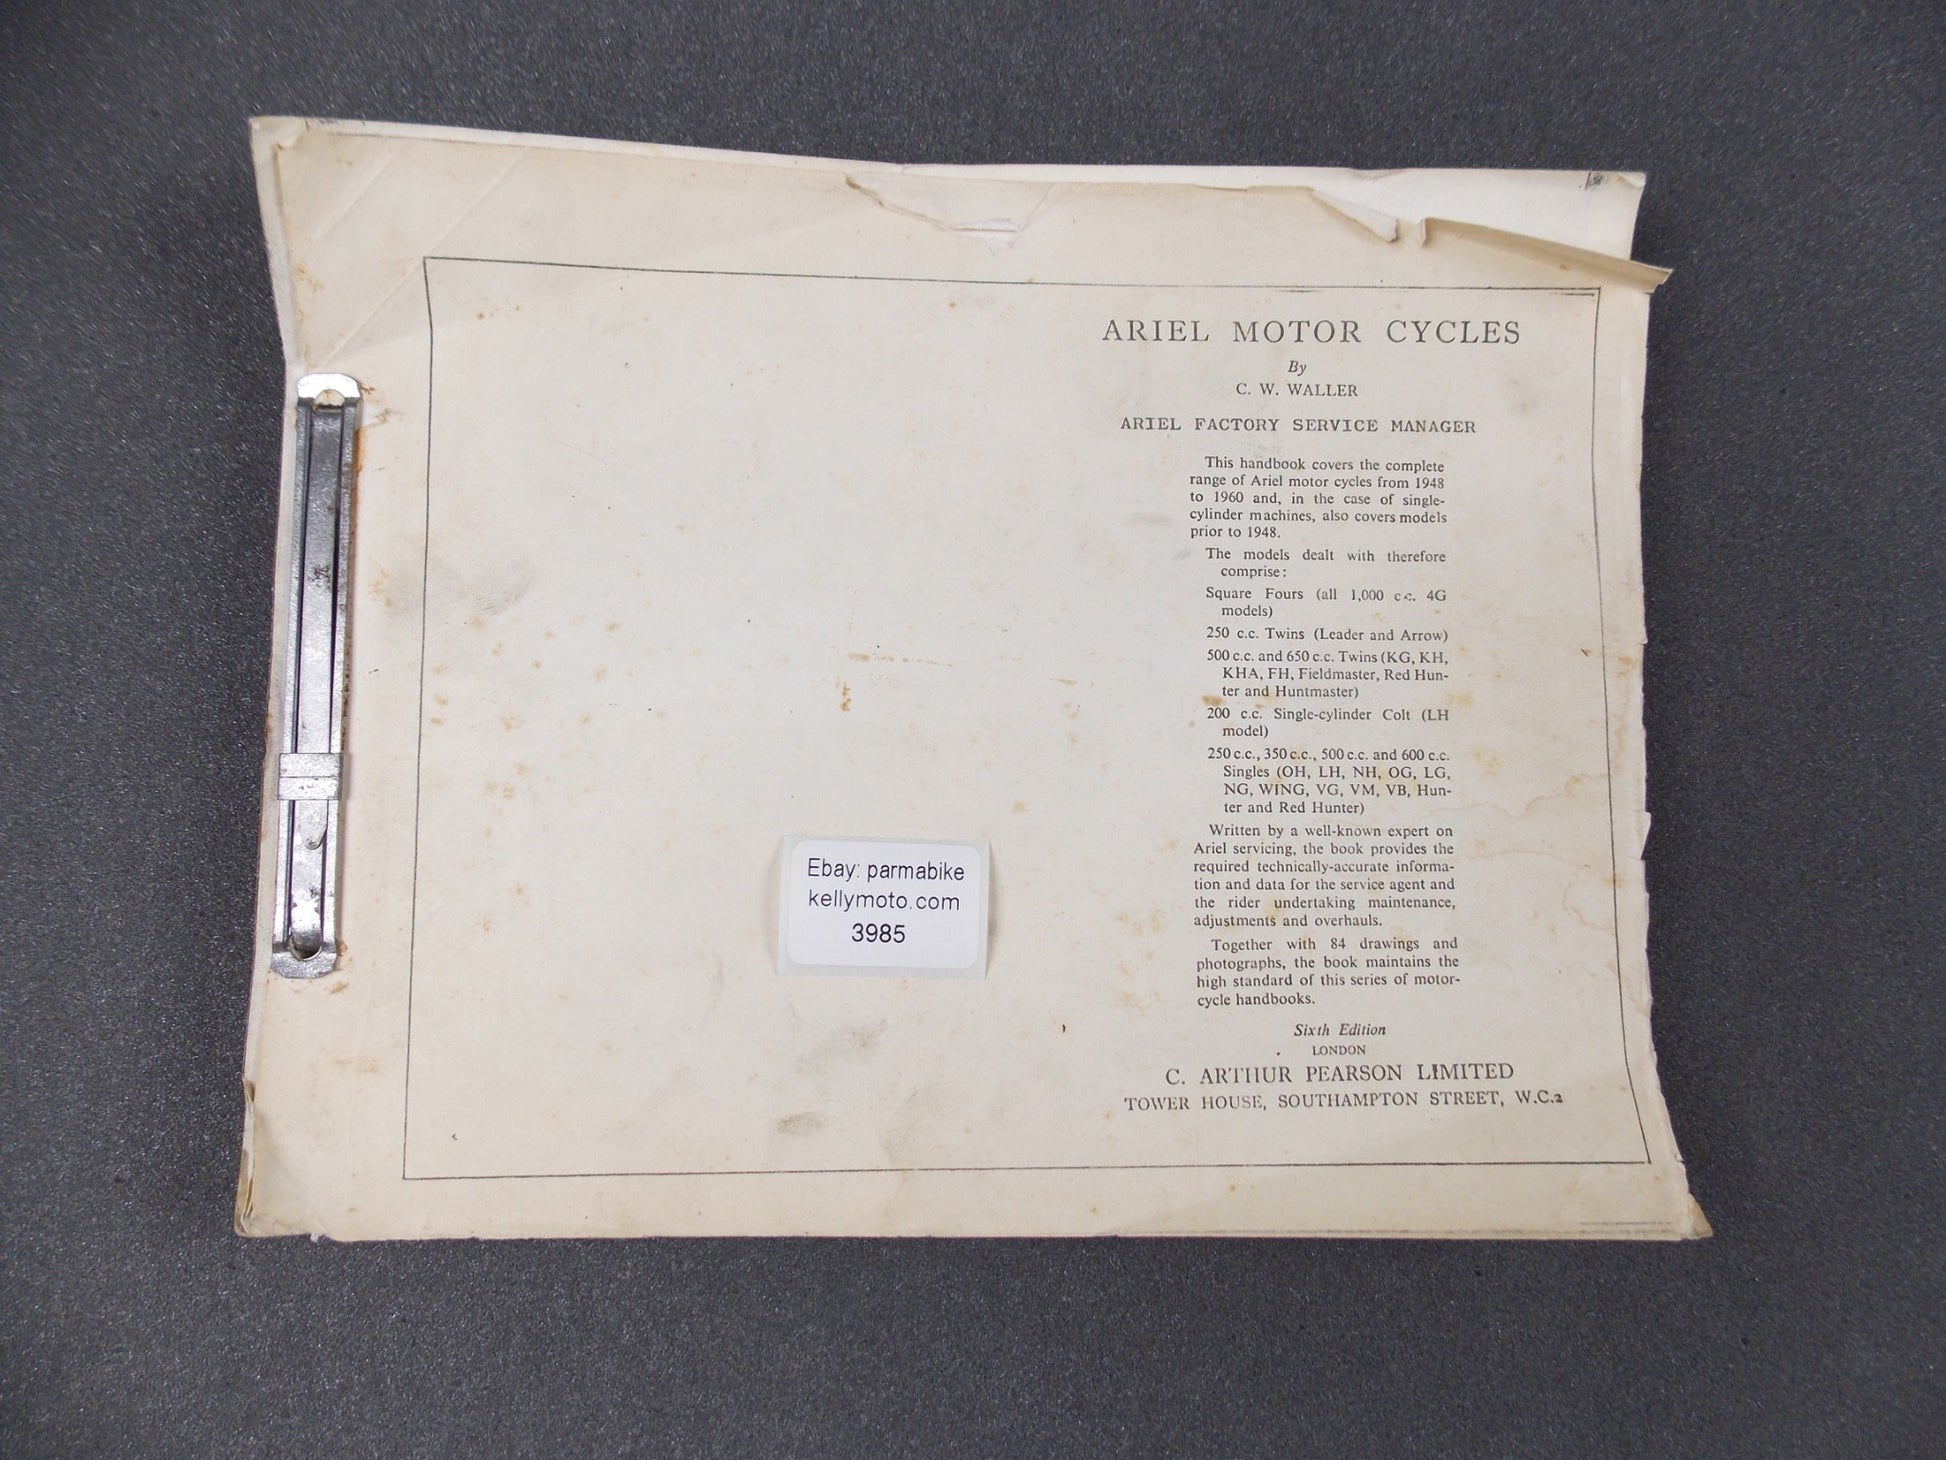 ARIEL MOTOR CYCLES
By
C. W. WALLER
ARIEL FACTORY SERVICE MANAGER
This handbook covers the complete
range of Ariel motor cycles from 1948
to 1960 and, in the case of single-
cylinder machines, also covers models
prior to 1948.
The models dealt with therefore
comprise:
Square Fours (all 1,000 c.c. 4G
models)
250 c.c. Twins (Leader and Arrow)
500 c.c. and 650 c.c. Twins (KG, KH,
KHA, FH, Fieldmaster, Red Hun-
ter and Huntmaster)
200 c.c. Single-cylinder Colt (LH
model)
250 c.c., 350 c.c., 500 c.c. and 600 c.c.
Singles (OH, LH, NH, OG, LG,
NG, WING, VG, VM, VB, Hun-
ter and Red Hunter)
Written by a well-known expert on
Ariel servicing, the book provides the
required technically-accurate informa-
tion and data for the service agent and
the rider undertaking maintenance,
adjustments and overhauls.
Together with 84 drawings and
photographs, the book maintains the
high standard of this series of motor-
cycle handbooks.
Sixth Edition
LONDON
C. ARTHUR PEARSON LIMITED
TOWER HOUSE, SOUTHAMPTON STREET, W.C.2
Ebay: parmabike
kellymoto.com
3985